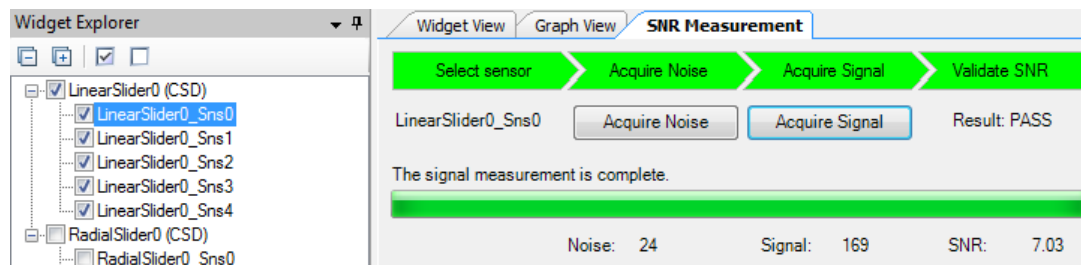 Widget Explorer
LinearSlider0 (CSD)
LinearSlider0_Sns0
LinearSlider0_Sns1
LinearSlider0_Sns2
LinearSlider0_Sns3
LinearSlider0_Sns4
RadialSlider0 (CSD)
RadialSlider0_Sns0
Widget View Graph View SNR Measurement
Select sensor Acquire Noise Acquire Signal Validate SNR
LinearSlider0_Sns0 Acquire Noise Acquire Signal Result: PASS
The signal measurement is complete.
Noise: 24 Signal: 169 SNR: 7.03